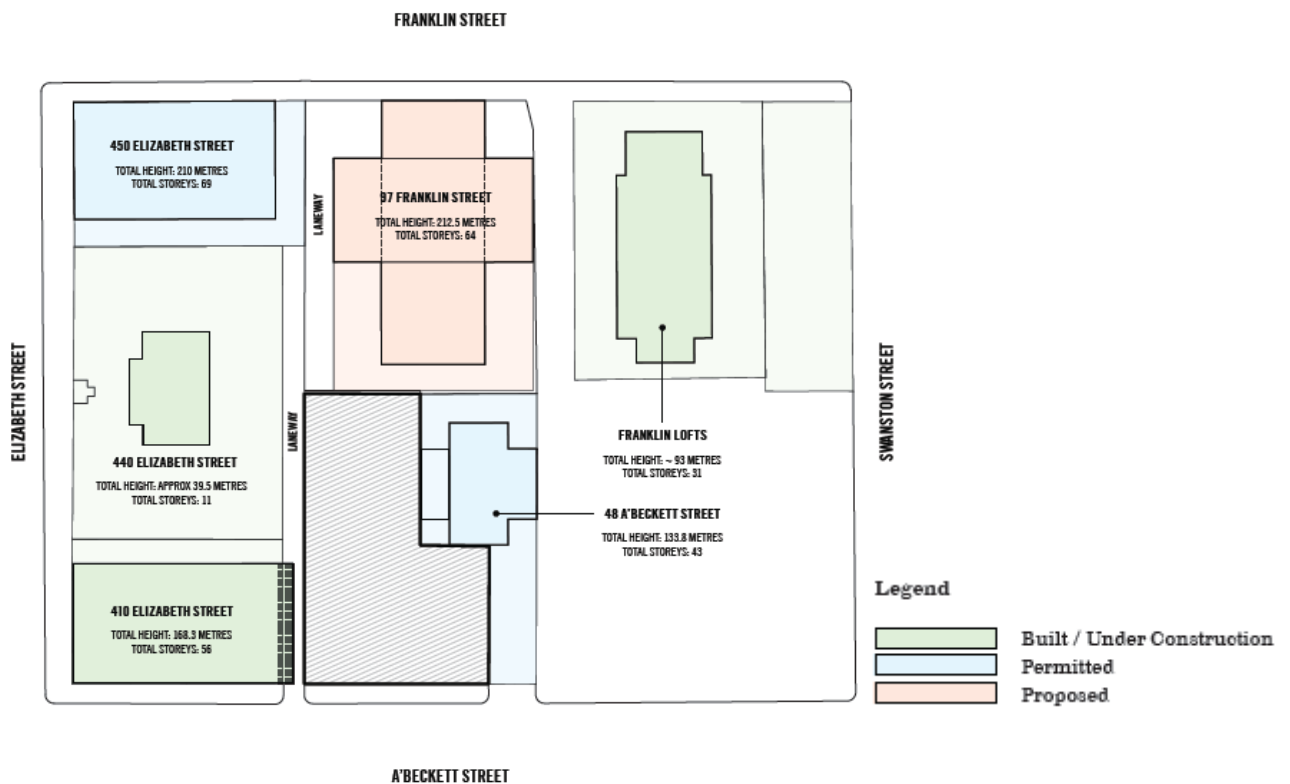 FRANKLIN STREET
450 ELIZABETH STREET
TOTAL HEIGHT: 210 METRES
TOTAL STOREYS: 69
LANEWAY
97 FRANKLIN STREET
TOTAL HEIGHT: 212.5 METRES
TOTAL STOREYS: 64
ELIZABETH STREET
SWANSTON STREET
LANEWAY
440 ELIZABETH STREET
TOTAL HEIGHT: APPROX 39.5 METRES
TOTAL STOREYS: 11
FRANKLIN LOFTS
TOTAL HEIGHT: ~ 93 METRES
TOTAL STOREYS: 31
48 A'BECKETT STREET
TOTAL HEIGHT: 133.8 METRES
TOTAL STOREYS: 43
410 ELIZABETH STREET
TOTAL HEIGHT: 168.3 METRES
TOTAL STOREYS: 56
Legend
Built / Under Construction
Permitted
Proposed
A'BECKETT STREET